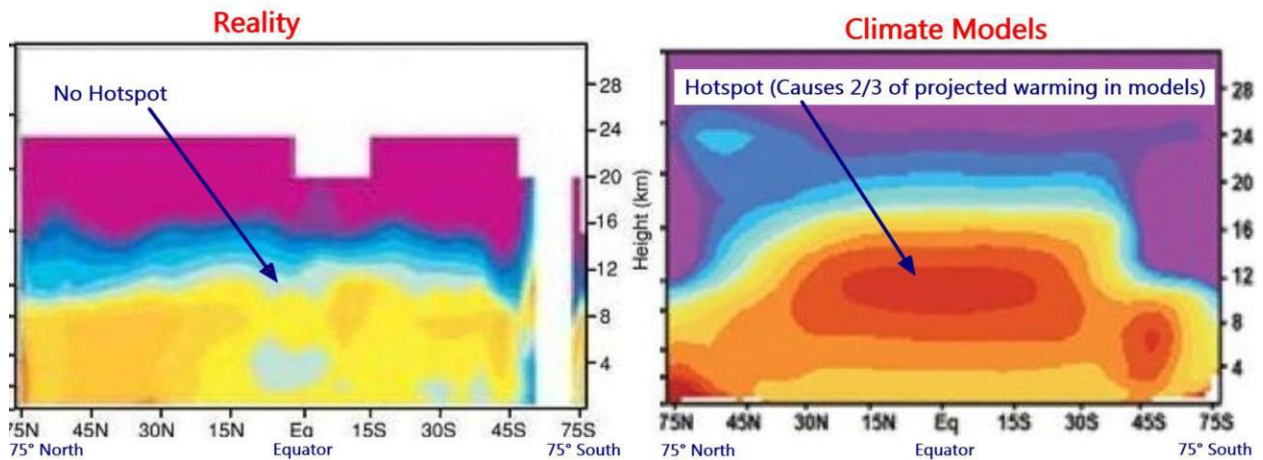 Reality
Climate Models
No Hotspot
Hotspot (Causes 2/3 of projected warming in models)
28
24
20
16
12
8
4
Height (km)
28
24
20
16
12
8
4
75N 45N 30N 15N Eq 15S 30S 45S 75S
75° North Equator 75° South
75N 45N 30N 15N Eq 15S 30S 45S 75S
75° North Equator 75° South